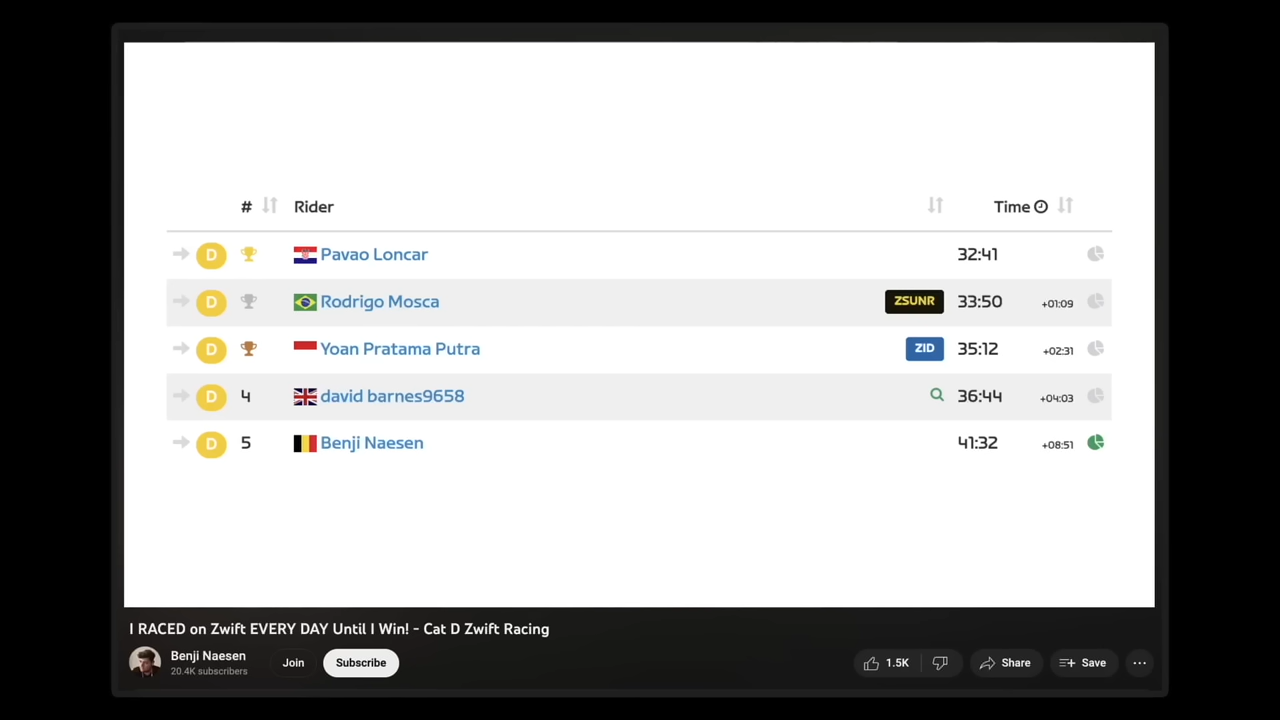 # Rider Time
D Pavao Loncar 32:41
D Rodrigo Mosca ZSUNR 33:50 +01:09
D Yoan Pratama Putra ZID 35:12 +02:31
D 4 david barnes9658 36:44 +04:03
D 5 Benji Naesen 41:32 +08:51
I RACED on Zwift EVERY DAY Until I Win! - Cat D Zwift Racing
Benji Naesen
20.4K subscribers
Join
Subscribe
1.5K
Share
Save